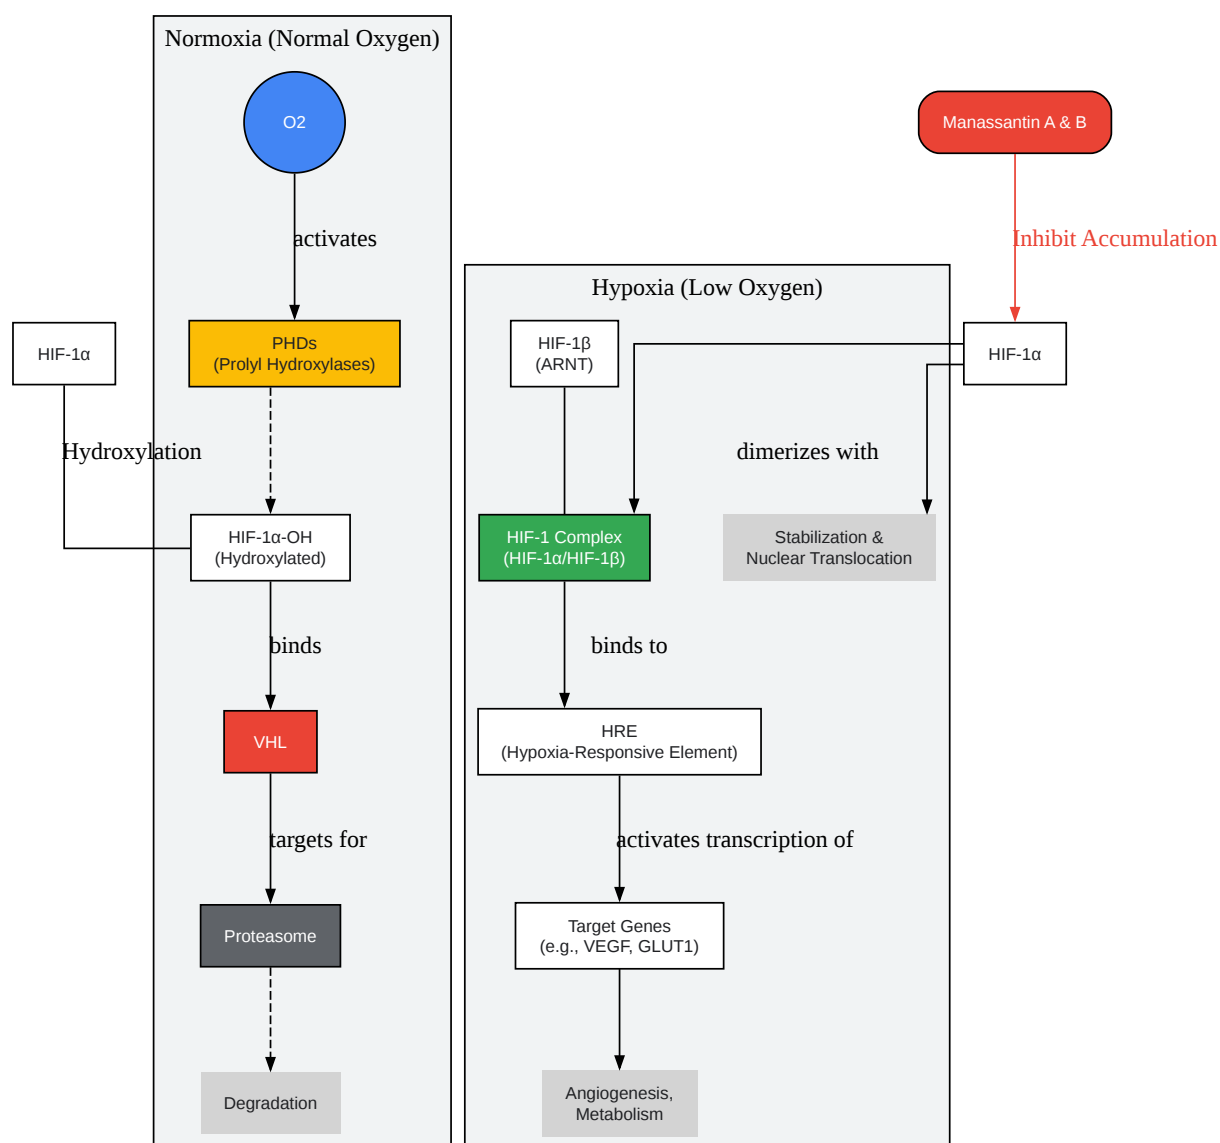 Normoxia (Normal Oxygen)
O2
activates
PHDs
(Prolyl Hydroxylases)
HIF-1α
Hydroxylation
HIF-1α-OH
(Hydroxylated)
binds
VHL
targets for
Proteasome
Degradation
Hypoxia (Low Oxygen)
HIF-1β
(ARNT)
dimerizes with
HIF-1 Complex
(HIF-1α/HIF-1β)
Stabilization &
Nuclear Translocation
binds to
HRE
(Hypoxia-Responsive Element)
activates transcription of
Target Genes
(e.g., VEGF, GLUT1)
Angiogenesis,
Metabolism
Manassantin A & B
Inhibit Accumulation
HIF-1α